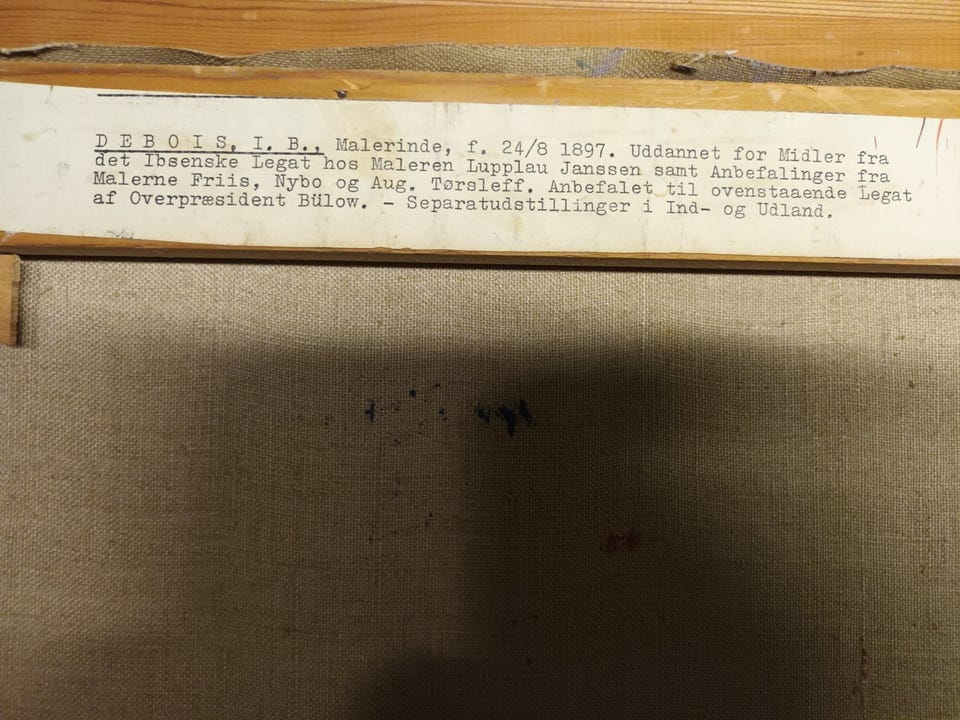 DEBOIS, I. B., Malerinde, f. 24/8 1897. Uddannet for Midler fra
det Ibsenske Legat hos Maleren Lupplau Janssen samt Anbefalinger fra
Malerne Friis, Nybo og Aug. Tørsleff. Anbefalet til ovenstaaende Legat
af Overpræsident Bülow. - Separatudstillinger i Ind- og Udland.